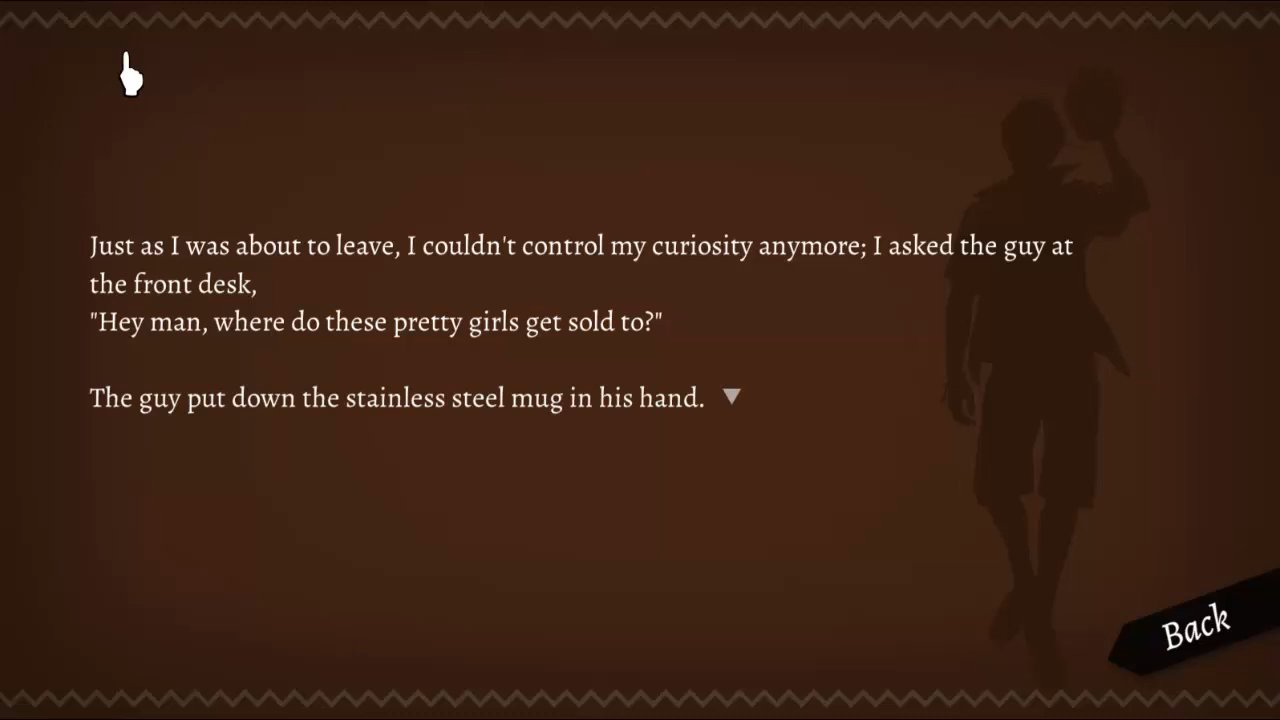 Just as I was about to leave, I couldn't control my curiosity anymore; I asked the guy at
the front desk,
"Hey man, where do these pretty girls get sold to?"
The guy put down the stainless steel mug in his hand.
Back